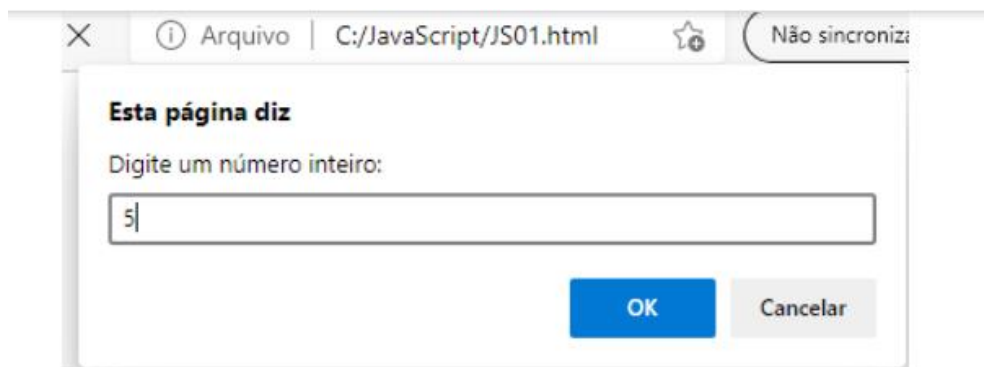 Arquivo | C:/JavaScript/JS01.html Não sincroniza
Esta página diz
Digite um número inteiro:
5
OK Cancelar